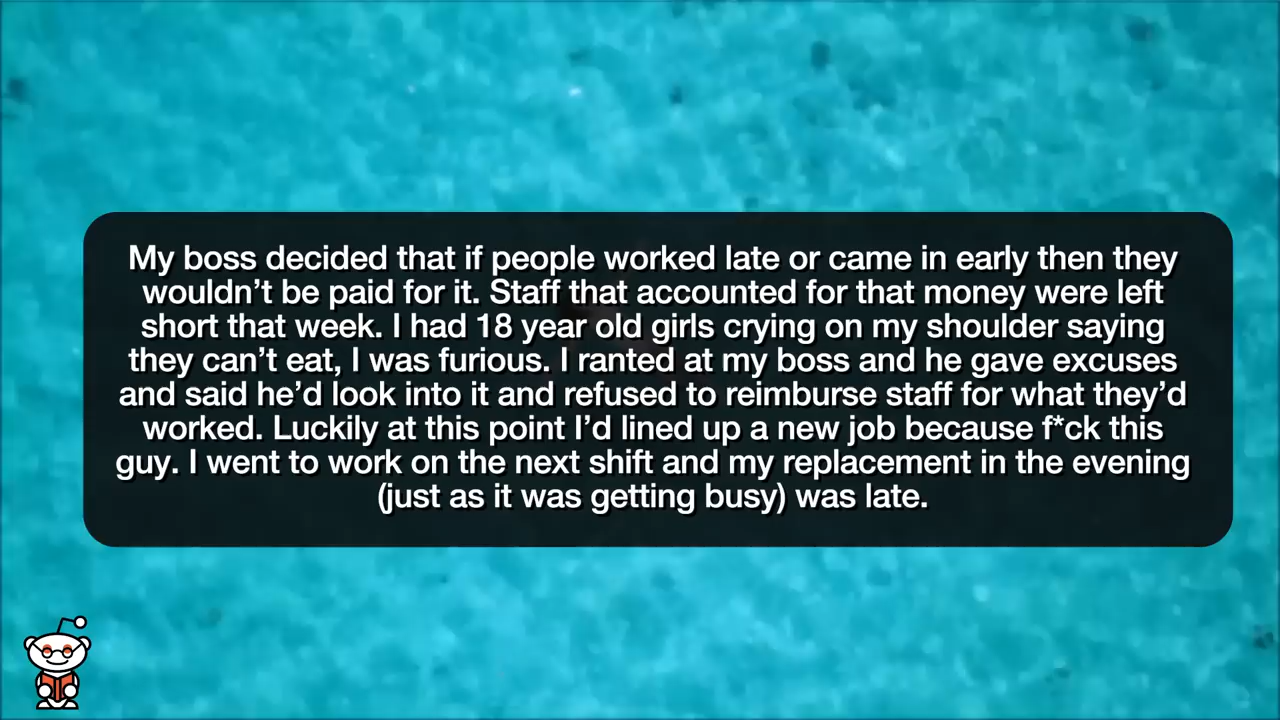 My boss decided that if people worked late or came in early then they
wouldn’t be paid for it. Staff that accounted for that money were left
short that week. I had 18 year old girls crying on my shoulder saying
they can’t eat, I was furious. I ranted at my boss and he gave excuses
and said he’d look into it and refused to reimburse staff for what they’d
worked. Luckily at this point I’d lined up a new job because f*ck this
guy. I went to work on the next shift and my replacement in the evening
(just as it was getting busy) was late.